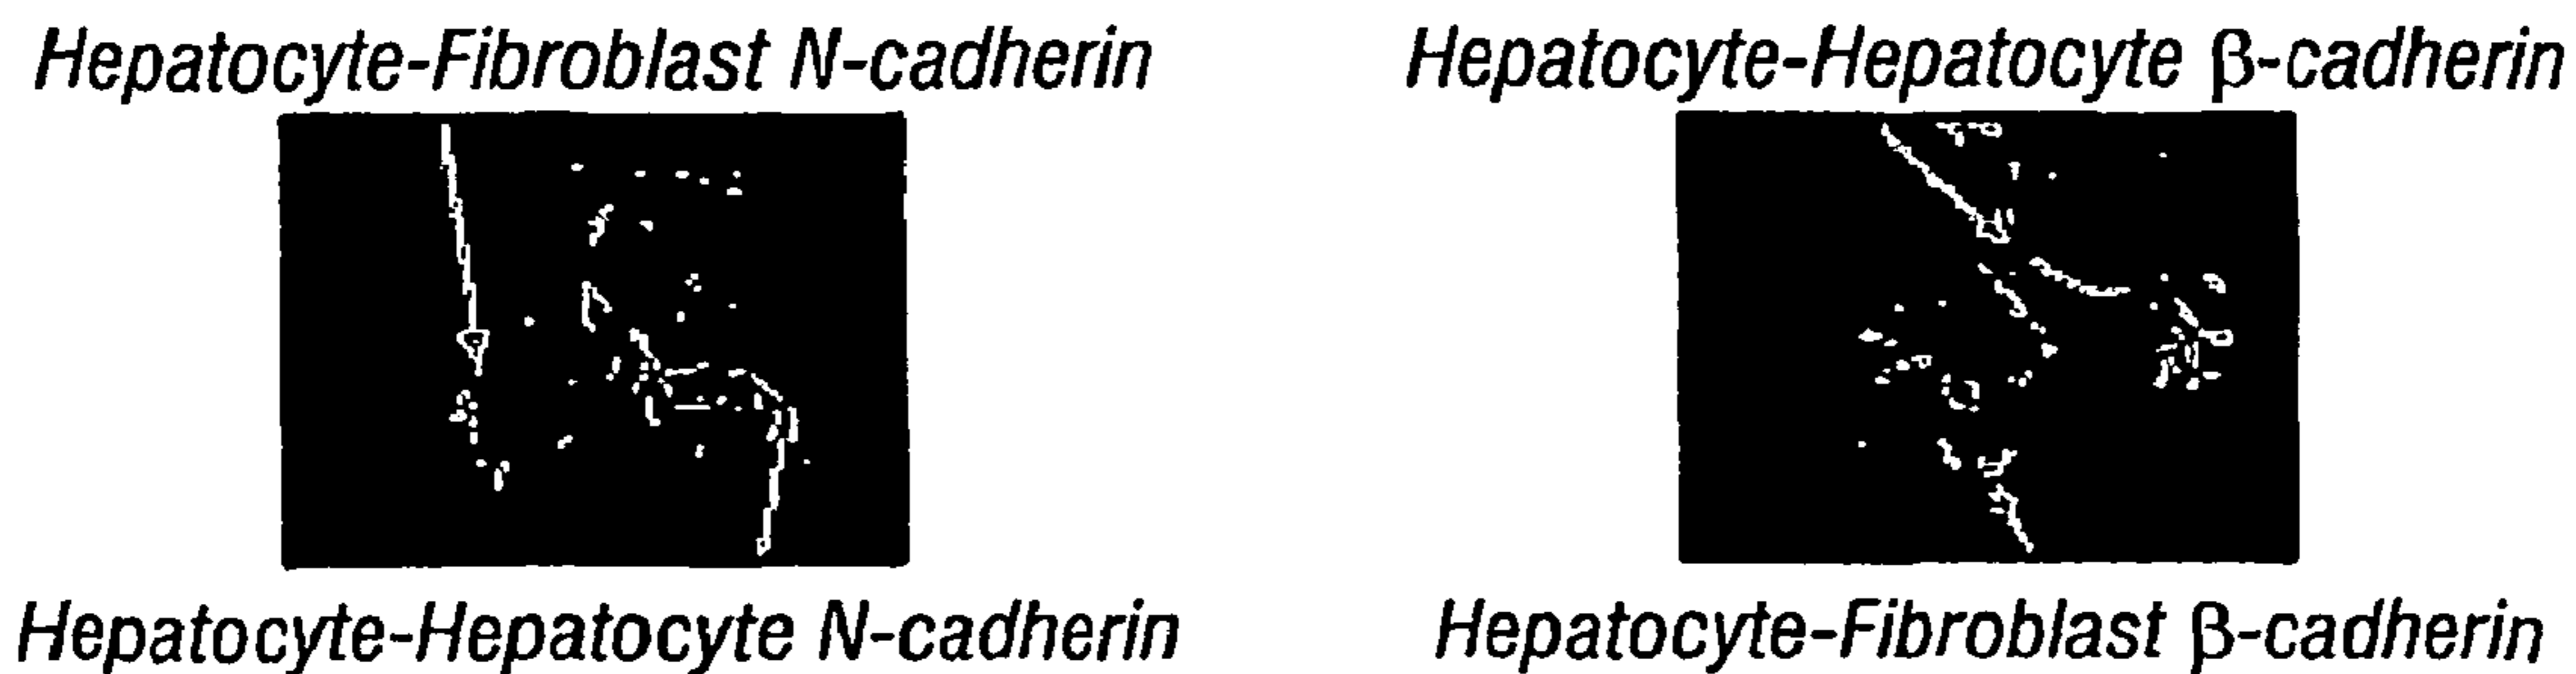 Hepatocyte-Fibroblast N-cadherin
Hepatocyte-Hepatocyte β-cadherin
Hepatocyte-Hepatocyte N-cadherin
Hepatocyte-Fibroblast β-cadherin